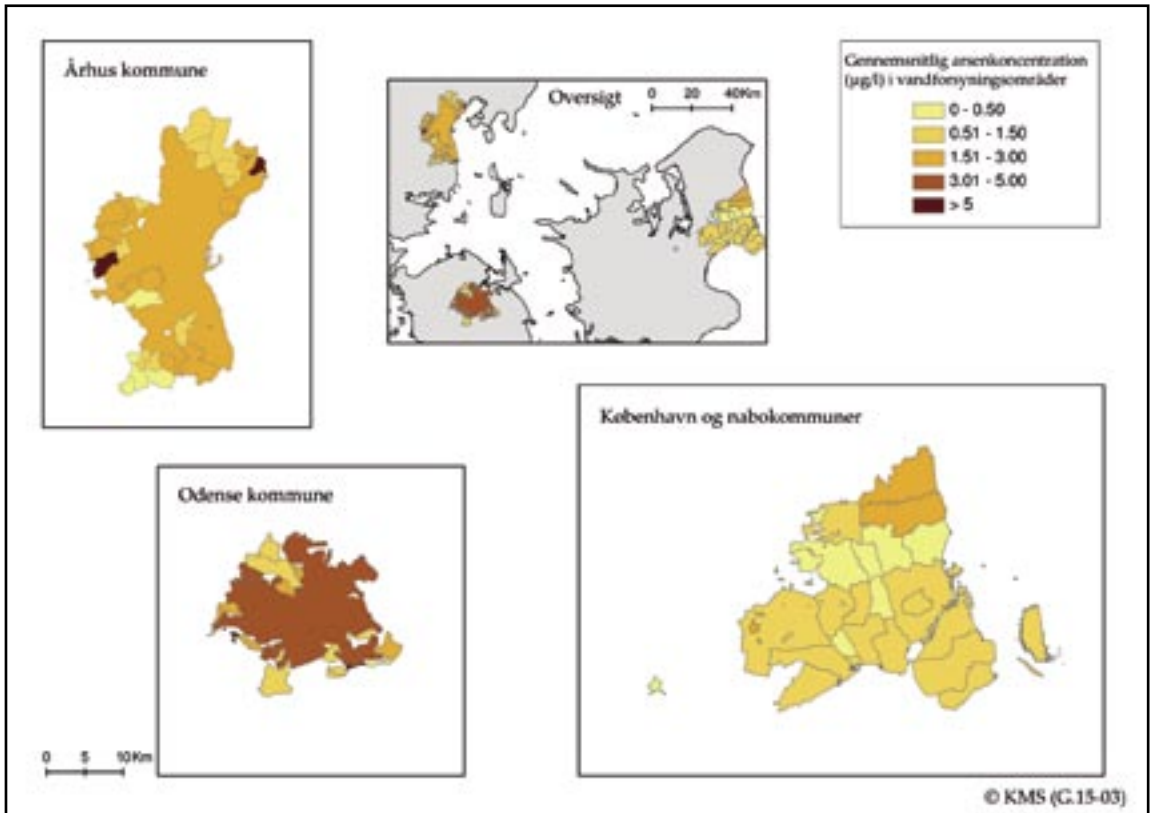 Århus kommune
Oversigt
0 20 40Km
Gennemsnitlig arsenkoncentration
(µg/l) i vandforsyningsområder
0 - 0.50
0.51 - 1.50
1.51 - 3.00
3.01 - 5.00
> 5
København og nabokommuner
Odense kommune
0 5 10Km
© KMS (G.15-03)